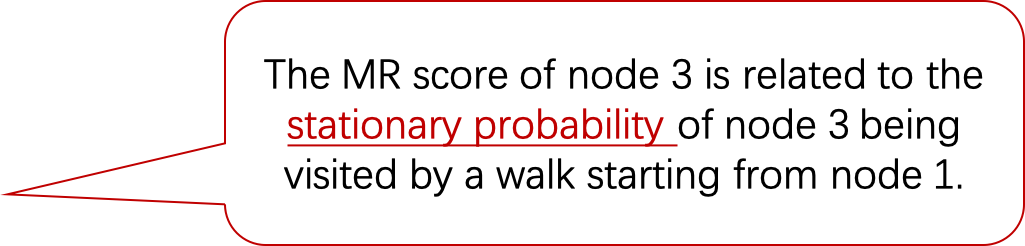 The MR score of node 3 is related to the
stationary probability of node 3 being
visited by a walk starting from node 1.